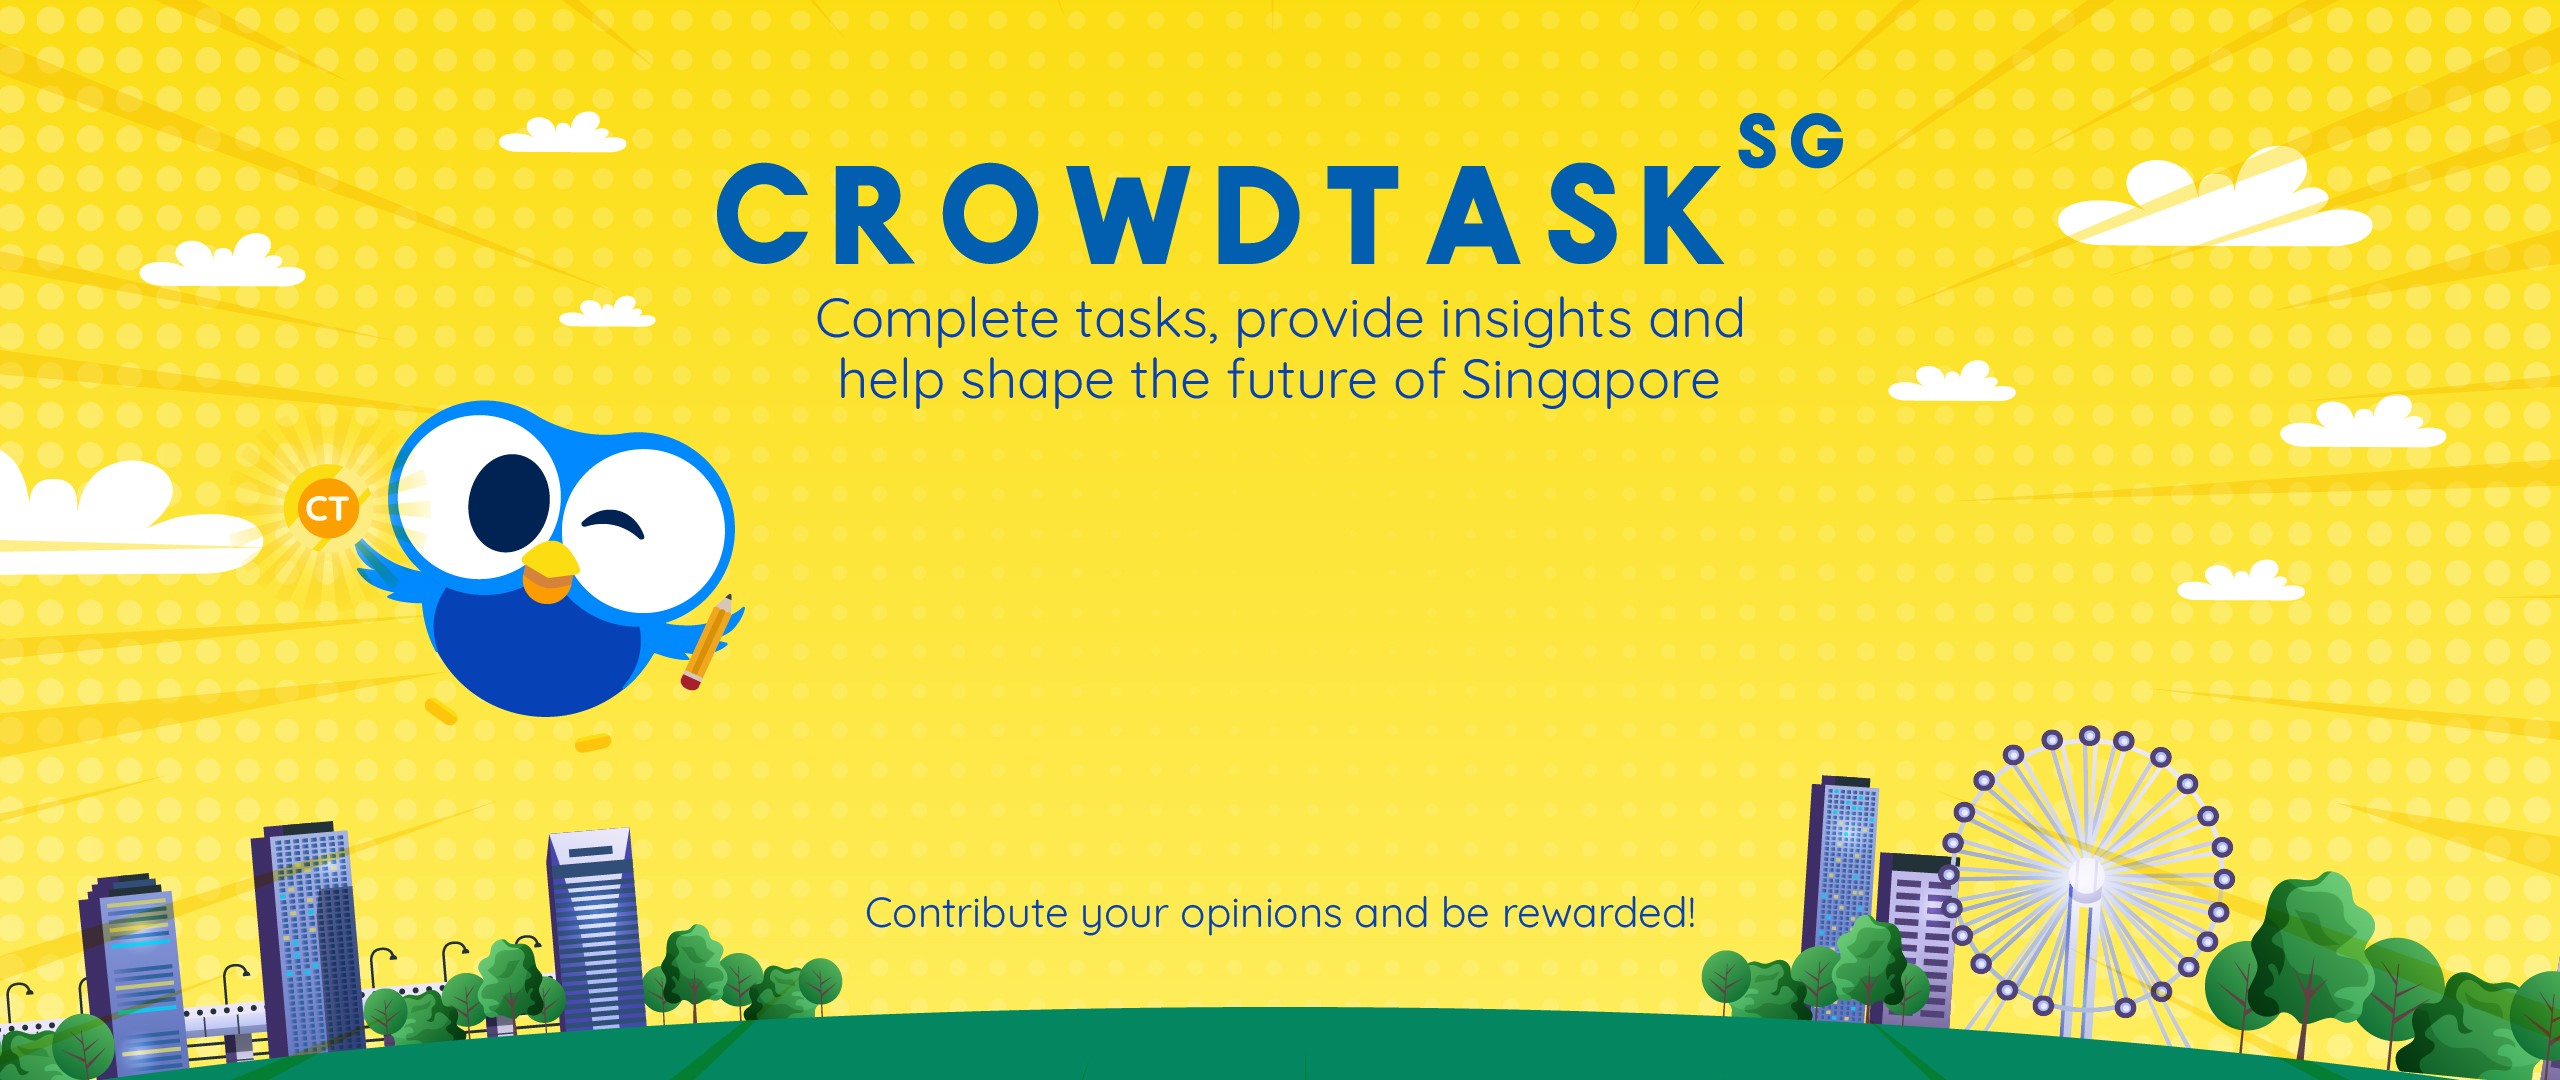 CROWDTASK SG
Complete tasks, provide insights and
help shape the future of Singapore
CT
Contribute your opinions and be rewarded!